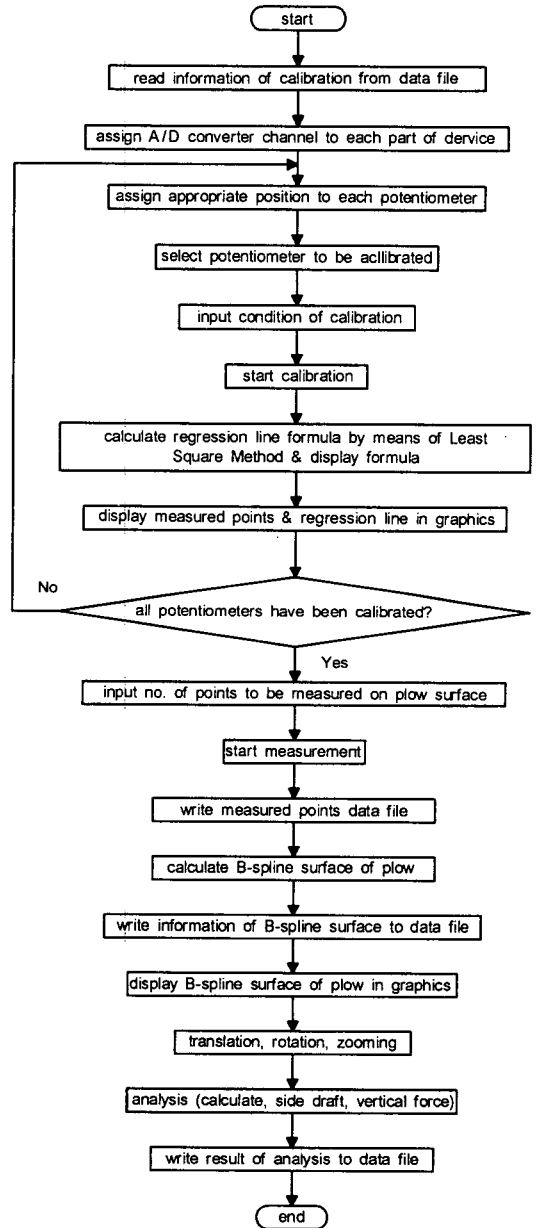 start
read information of calibration from data file
assign A/D converter channel to each part of dervice
assign appropriate position to each potentiometer
select potentiometer to be acllibrated
input condition of calibration
start calibration
calculate regression line formula by means of Least
Square Method & display formula
display measured points & regression line in graphics
No
all potentiometers have been calibrated?
Yes
input no. of points to be measured on plow surface
start measurement
write measured points data file
calculate B-spline surface of plow
write information of B-spline surface to data file
display B-spline surface of plow in graphics
translation, rotation, zooming
analysis (calculate, side draft, vertical force)
write result of analysis to data file
end